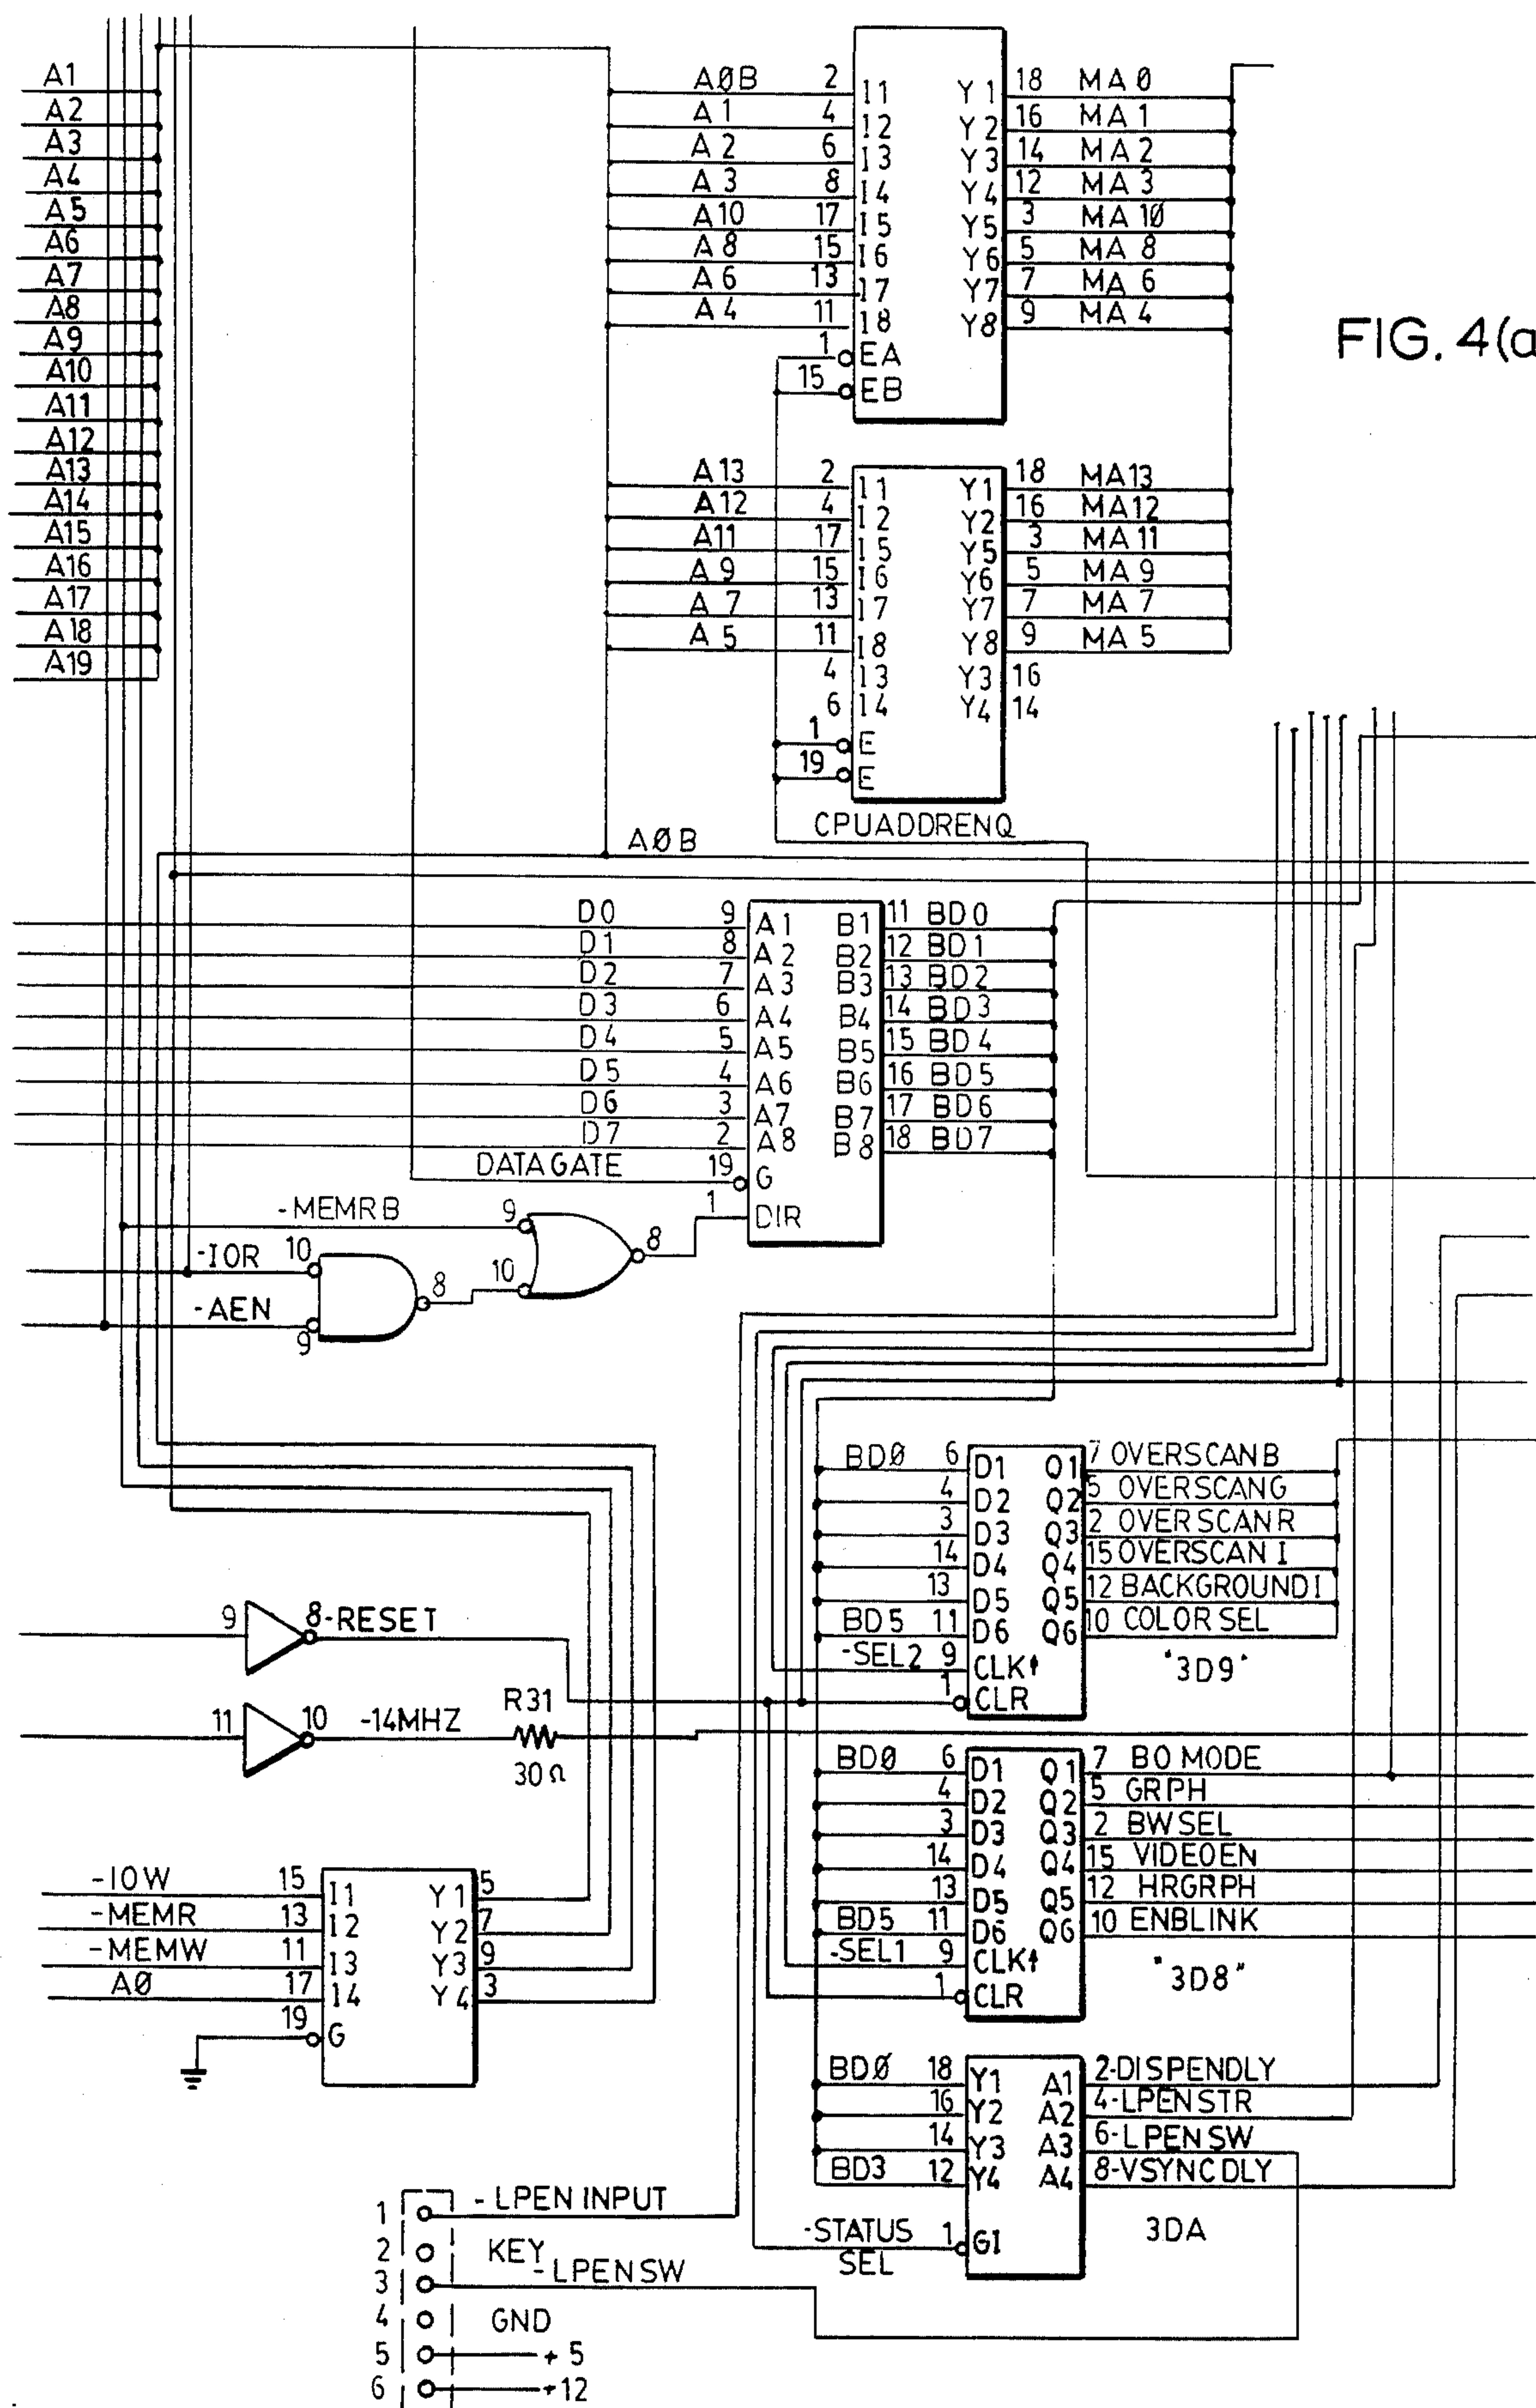 A1
A2
A3
A4
A5
A6
A7
A8
A9
A10
A11
A12
A13
A14
A15
A16
A17
A18
A19
AØB 2 I1 Y1 18 MA0
A1 4 I2 Y2 16 MA1
A2 6 I3 Y3 14 MA2
A3 8 I4 Y4 12 MA3
A10 17 I5 Y5 3 MA1Ø
A8 15 I6 Y6 5 MA8
A6 13 I7 Y7 7 MA6
A4 11 I8 Y8 9 MA4
1 EA
15 EB
FIG. 4(a
A13 2 I1 Y1 18 MA13
A12 4 I2 Y2 16 MA12
A11 17 I5 Y5 3 MA11
A9 15 I6 Y6 5 MA9
A7 13 I7 Y7 7 MA7
A5 11 I8 Y8 9 MA5
4 I3 Y3 16
6 I4 Y4 14
1 E
19 E
CPUADDRENQ
AØB
D0 9 A1 B1 11 BD0
D1 8 A2 B2 12 BD1
D2 7 A3 B3 13 BD2
D3 6 A4 B4 14 BD3
D4 5 A5 B5 15 BD4
D5 4 A6 B6 16 BD5
D6 3 A7 B7 17 BD6
D7 2 A8 B8 18 BD7
DATAGATE 19 G
1 DIR
-MEMRB 9 8
-IOR 10 8 10
-AEN 9
BDØ 6 D1 Q1 7 OVERSCANB
4 D2 Q2 5 OVERSCANG
3 D3 Q3 2 OVERSCANR
14 D4 Q4 15 OVERSCAN I
13 D5 Q5 12 BACKGROUNDI
BD5 11 D6 Q6 10 COLOR SEL
-SEL2 9 CLK↑ "3D9"
1 CLR
9 8 -RESET
11 10 -14MHZ R31
30Ω
BDØ 6 D1 Q1 7 BO MODE
4 D2 Q2 5 GRPH
3 D3 Q3 2 BWSEL
14 D4 Q4 15 VIDEOEN
13 D5 Q5 12 HRGRPH
BD5 11 D6 Q6 10 ENBLINK
-SEL1 9 CLK↑ "3D8"
1 CLR
-IOW 15 I1 Y1 5
-MEMR 13 I2 Y2 7
-MEMW 11 I3 Y3 9
AØ 17 I4 Y4 3
19 G
BDØ 18 Y1 A1 2-DISPENDLY
16 Y2 A2 4-LPENSTR
14 Y3 A3 6-LPENSW
BD3 12 Y4 A4 8-VSYNCDLY
-STATUS SEL 1 GI 3DA
1 -LPEN INPUT
2 KEY
3 -LPENSW
4 GND
5 +5
6 +12